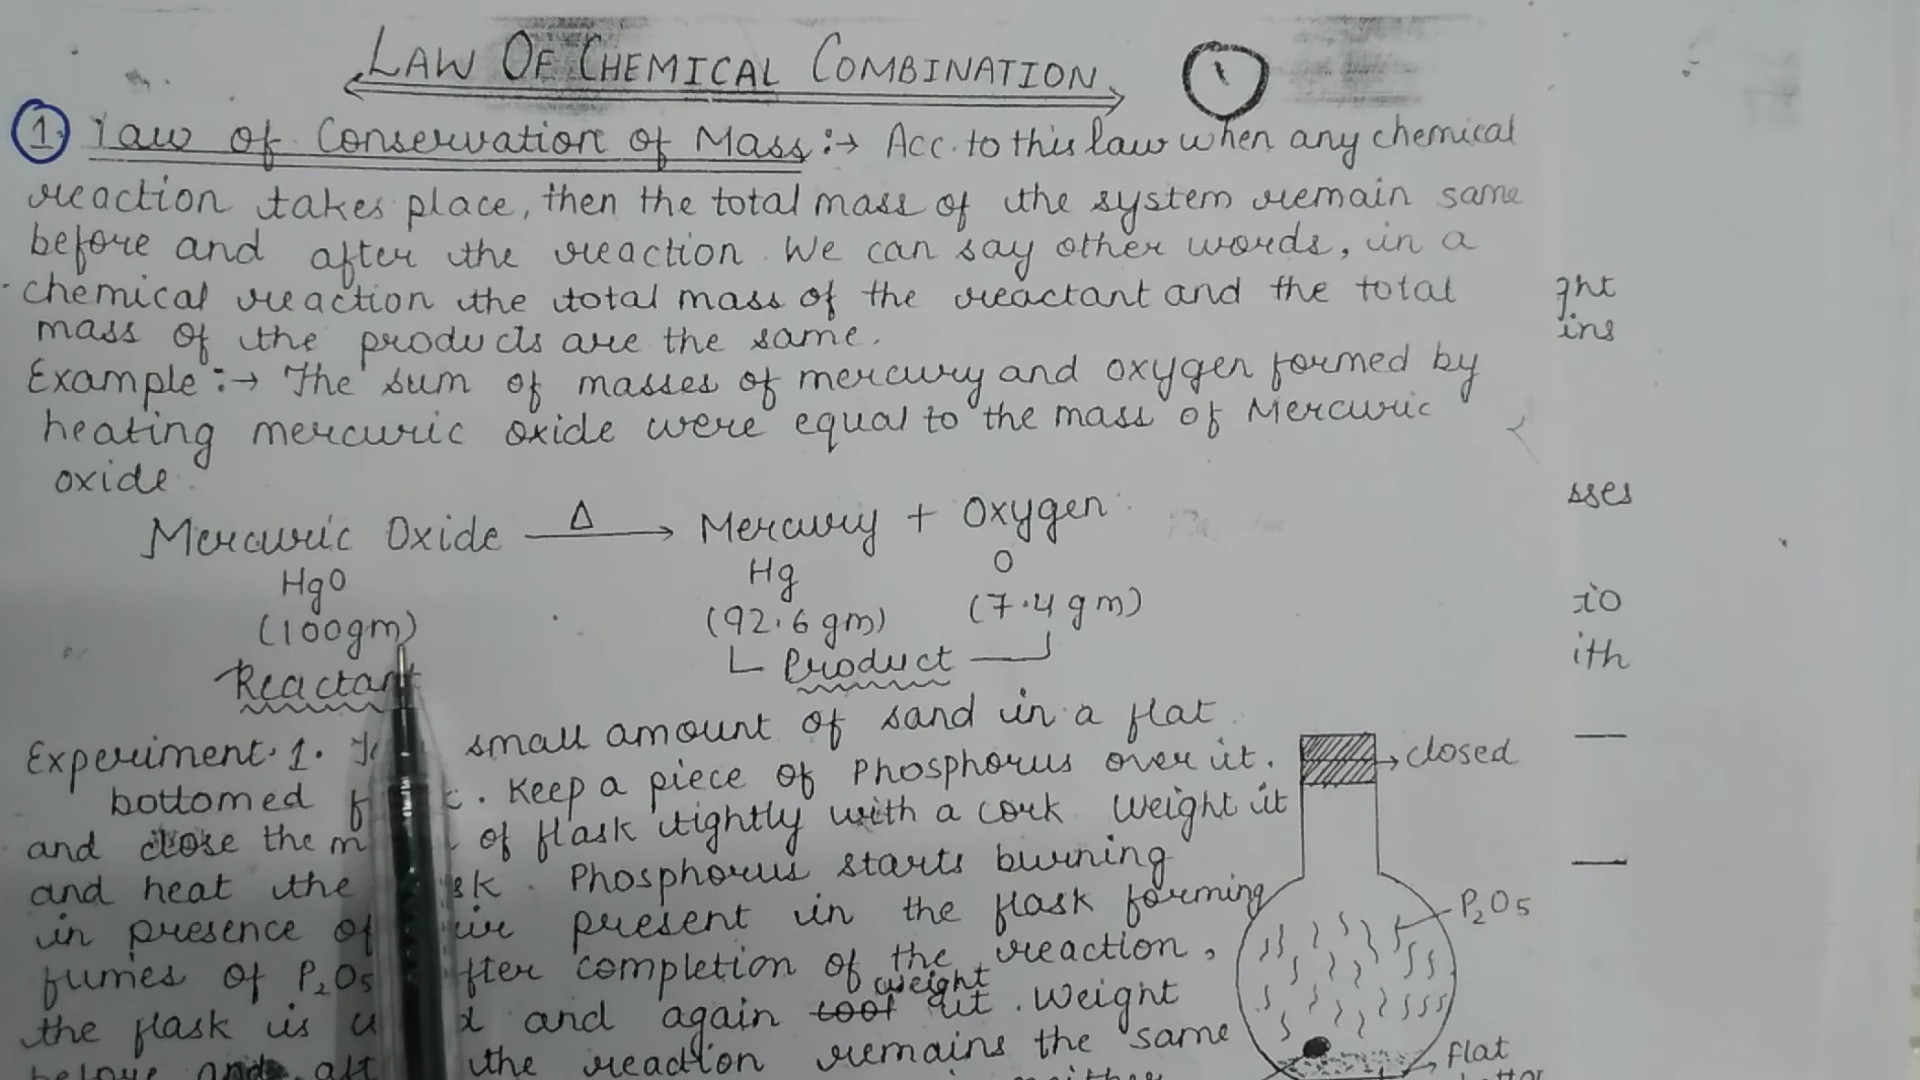 LAW OF CHEMICAL COMBINATION
1
1. Law of Conservation of Mass :→ Acc. to this law when any chemical
reaction takes place, then the total mass of the system remain same
before and after the reaction. We can say other words, in a
chemical reaction the total mass of the reactant and the total
mass of the products are the same.
Example :→ The sum of masses of mercury and oxygen formed by
heating mercuric oxide were equal to the mass of Mercuric
oxide.
Mercuric Oxide Δ→ Mercury + Oxygen
HgO Hg O
(100gm) (92.6 gm) (7.4 gm)
Reactant Product
Experiment. 1. small amount of sand in a flat
bottomed . Keep a piece of Phosphorus over it.
and close the of flask tightly with a cork Weight it
and heat the . Phosphorus starts burning
in presence of present in the flask forming
fumes of P2O5 completion of the reaction,
the flask is and again weight it. Weight
the reaction remains the same
closed
P2O5
flat
ght
ins
sses
to
ith